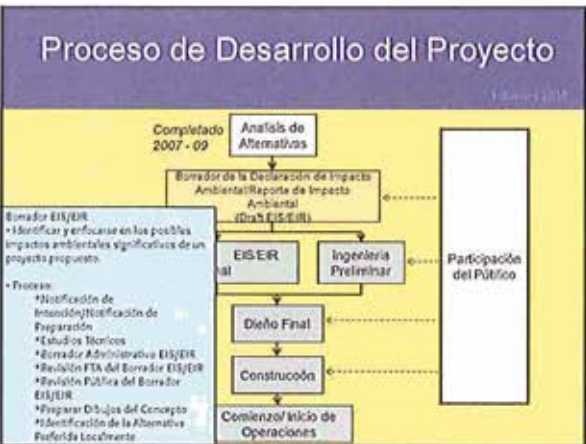 Proceso de Desarrollo del Proyecto
Completado
2007 - 09
Analisis de
Alternativas
Borrador de la Declaración de Impacto
Ambiental/Reporte de Impacto
Ambiental
(Draft EIS/EIR)
Borrador EIS/EIR
• Identificar y enfocarse en los posibles
impactos ambientales significativos de un
proyecto propuesto.
• Proceso:
*Notificación de
Intención/Notificación de
Preparación
*Estudios Técnicos
*Borrador Administrativo EIS/EIR
*Revisión FTA del Borrador EIS/EIR
*Revisión Pública del Borrador
EIS/EIR
*Preparar Dibujos del Concepto
*Identificación de la Alternativa
Preferida Localmente
EIS/EIR
nal
Ingenieria
Preliminar
Participación
del Público
Dieño Final
Construcción
Comienzo/ Inicio de
Operaciones